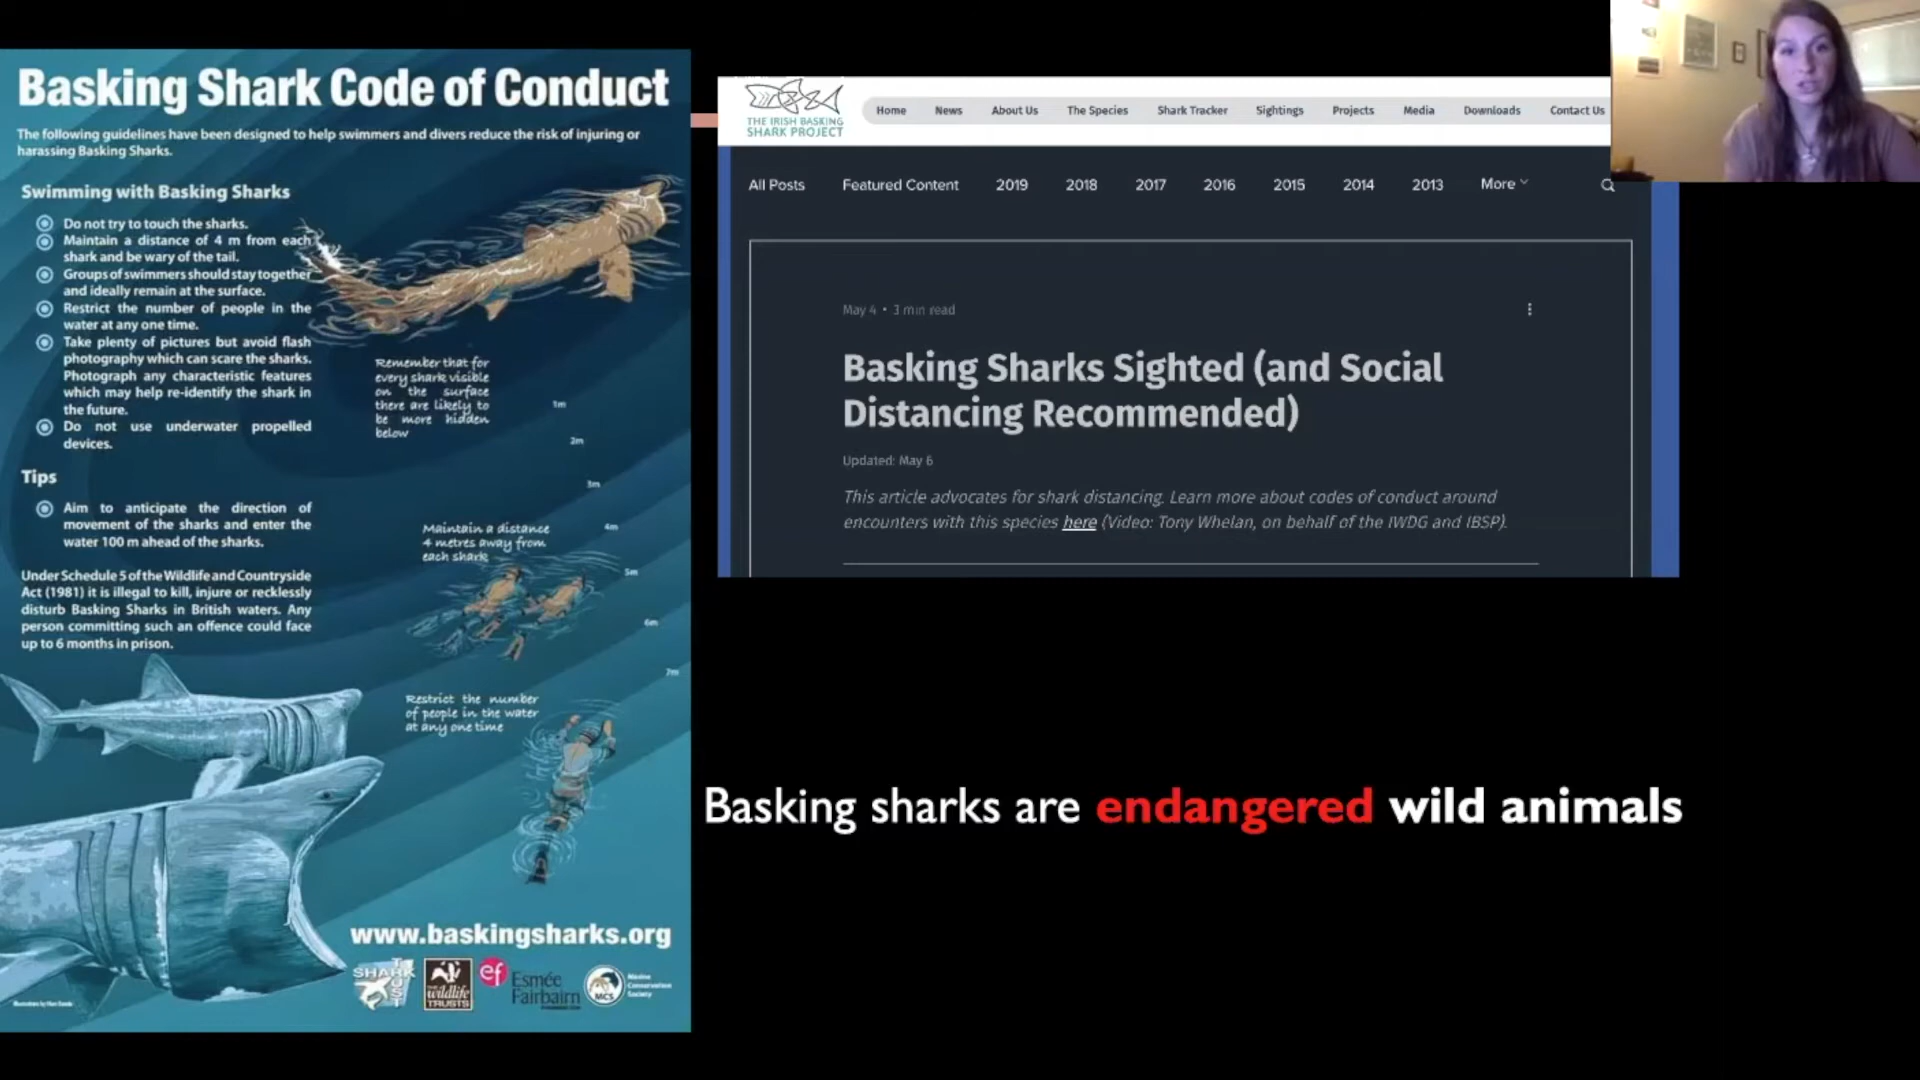 Basking Shark Code of Conduct
The following guidelines have been designed to help swimmers and divers reduce the risk of injuring or
harassing Basking Sharks.
Swimming with Basking Sharks
Do not try to touch the sharks.
Maintain a distance of 4 m from each
shark and be wary of the tail.
Groups of swimmers should stay together
and ideally remain at the surface.
Restrict the number of people in the
water at any one time.
Take plenty of pictures but avoid flash
photography which can scare the sharks.
Photograph any characteristic features
which may help re-identify the shark in
the future.
Do not use underwater propelled
devices.
Tips
Aim to anticipate the direction of
movement of the sharks and enter the
water 100 m ahead of the sharks.
Under Schedule 5 of the Wildlife and Countryside
Act (1981) it is illegal to kill, injure or recklessly
disturb Basking Sharks in British waters. Any
person committing such an offence could face
up to 6 months in prison.
Remember that for
every shark visible
on the surface
there are likely to
be more hidden
below
1m
2m
3m
4m
5m
6m
7m
Maintain a distance
4 metres away from
each shark
Restrict the number
of people in the water
at any one time
www.baskingsharks.org
SHARK
TRUST
THE
wildlife
TRUSTS
ef
Esmée
Fairbairn
MCS
Marine
Conservation
Society
THE IRISH BASKING
SHARK PROJECT
Home News About Us The Species Shark Tracker Sightings Projects Media Downloads Contact Us
All Posts Featured Content 2019 2018 2017 2016 2015 2014 2013 More
May 4 • 3 min read
Basking Sharks Sighted (and Social
Distancing Recommended)
Updated: May 6
This article advocates for shark distancing. Learn more about codes of conduct around
encounters with this species here (Video: Tony Whelan, on behalf of the IWDG and IBSP).
Basking sharks are endangered wild animals